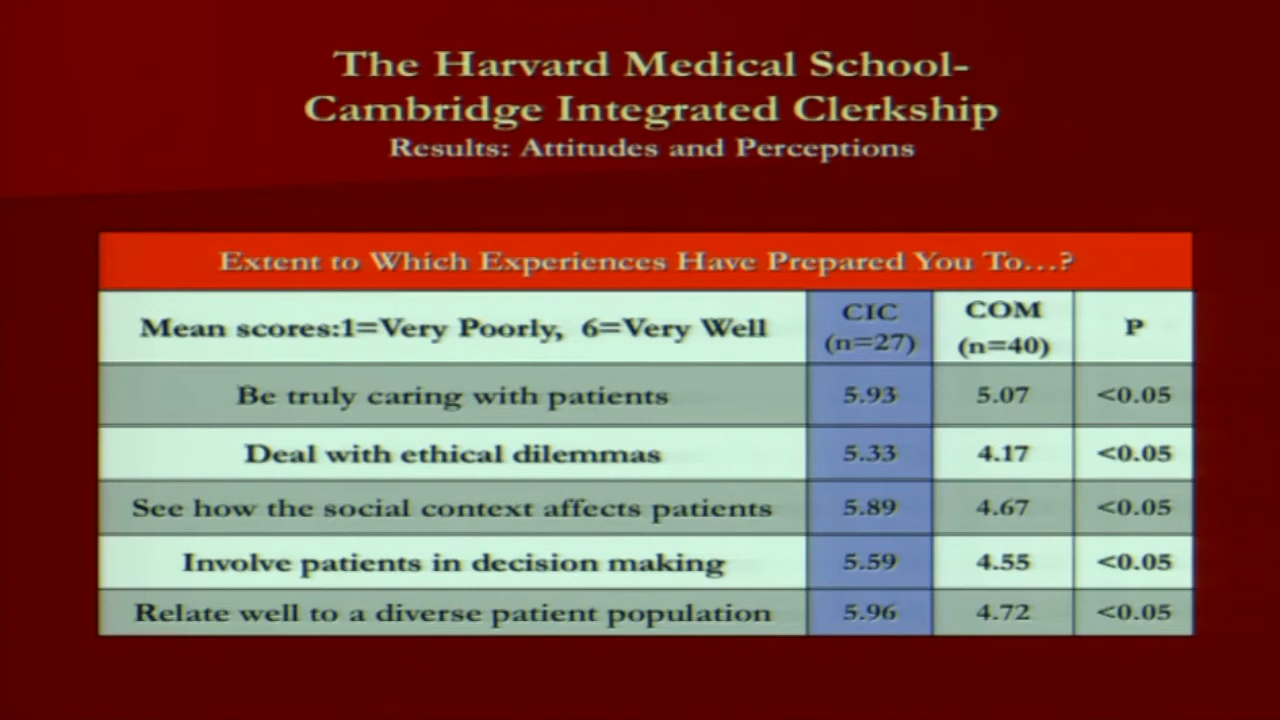 The Harvard Medical School-
Cambridge Integrated Clerkship
Results: Attitudes and Perceptions
Extent to Which Experiences Have Prepared You To…?
Mean scores:1=Very Poorly, 6=Very Well CIC (n=27) COM (n=40) P
Be truly caring with patients 5.93 5.07 <0.05
Deal with ethical dilemmas 5.33 4.17 <0.05
See how the social context affects patients 5.89 4.67 <0.05
Involve patients in decision making 5.59 4.55 <0.05
Relate well to a diverse patient population 5.96 4.72 <0.05